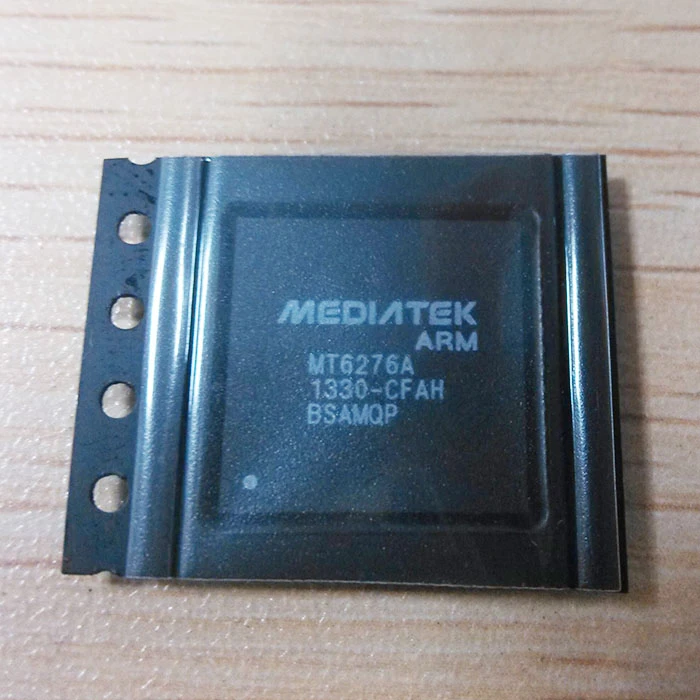 MEDIATEK
ARM
MT6276A
1330-CFAH
BSAMQP